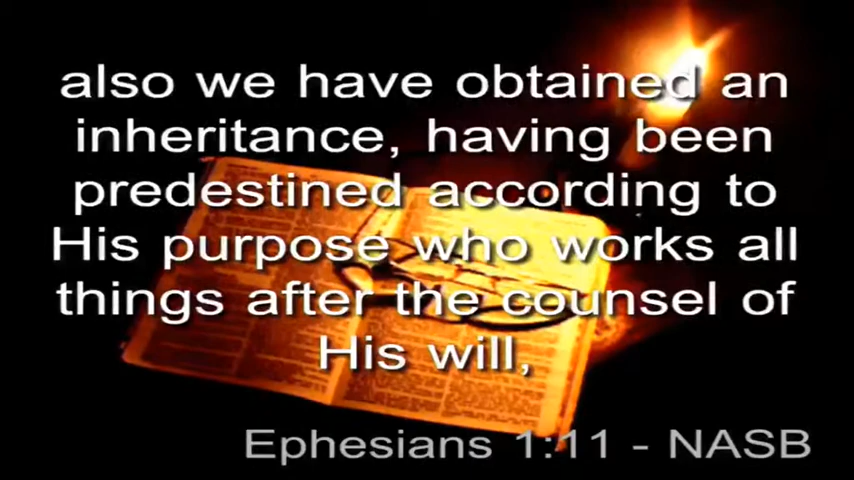 also we have obtained an
inheritance, having been
predestined according to
His purpose who works all
things after the counsel of
His will,
Ephesians 1:11 - NASB